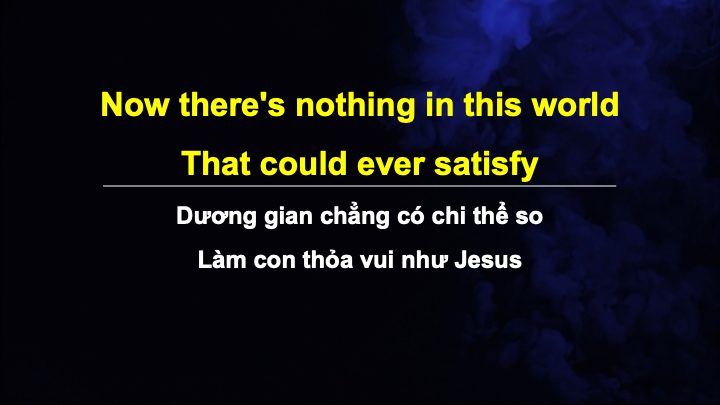 Now there's nothing in this world
That could ever satisfy
Dương gian chẳng có chi thể so
Làm con thỏa vui như Jesus